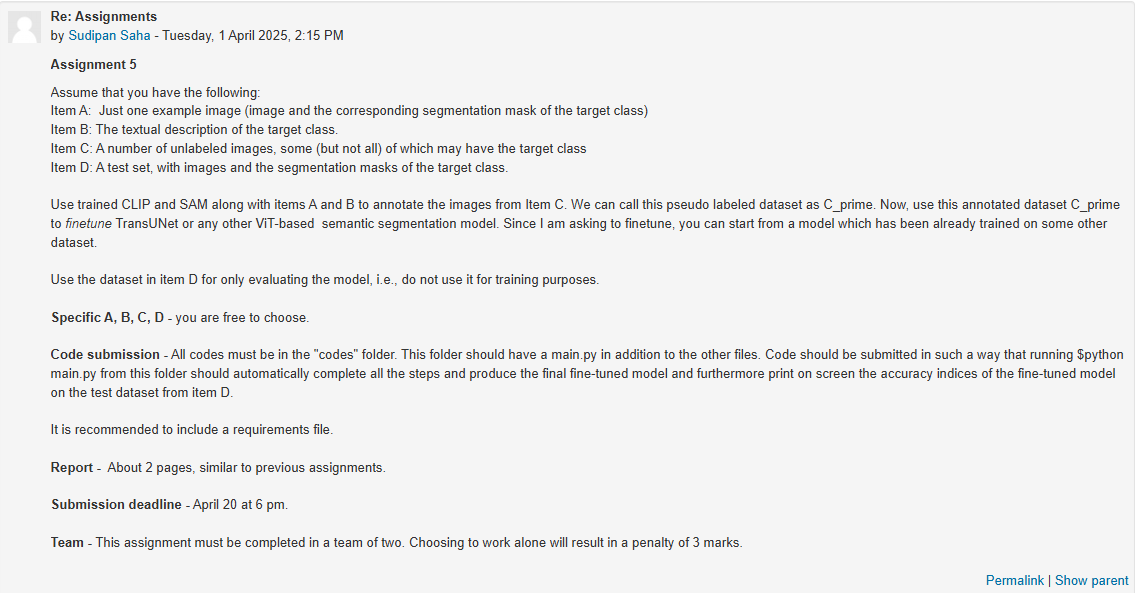 Re: Assignments
by Sudipan Saha - Tuesday, 1 April 2025, 2:15 PM
Assignment 5
Assume that you have the following:
Item A:  Just one example image (image and the corresponding segmentation mask of the target class)
Item B: The textual description of the target class.
Item C: A number of unlabeled images, some (but not all) of which may have the target class
Item D: A test set, with images and the segmentation masks of the target class.
Use trained CLIP and SAM along with items A and B to annotate the images from Item C. We can call this pseudo labeled dataset as C_prime. Now, use this annotated dataset C_prime
to finetune TransUNet or any other ViT-based  semantic segmentation model. Since I am asking to finetune, you can start from a model which has been already trained on some other
dataset.
Use the dataset in item D for only evaluating the model, i.e., do not use it for training purposes.
Specific A, B, C, D - you are free to choose.
Code submission - All codes must be in the "codes" folder. This folder should have a main.py in addition to the other files. Code should be submitted in such a way that running $python
main.py from this folder should automatically complete all the steps and produce the final fine-tuned model and furthermore print on screen the accuracy indices of the fine-tuned model
on the test dataset from item D.
It is recommended to include a requirements file.
Report -  About 2 pages, similar to previous assignments.
Submission deadline - April 20 at 6 pm.
Team - This assignment must be completed in a team of two. Choosing to work alone will result in a penalty of 3 marks.
Permalink | Show parent